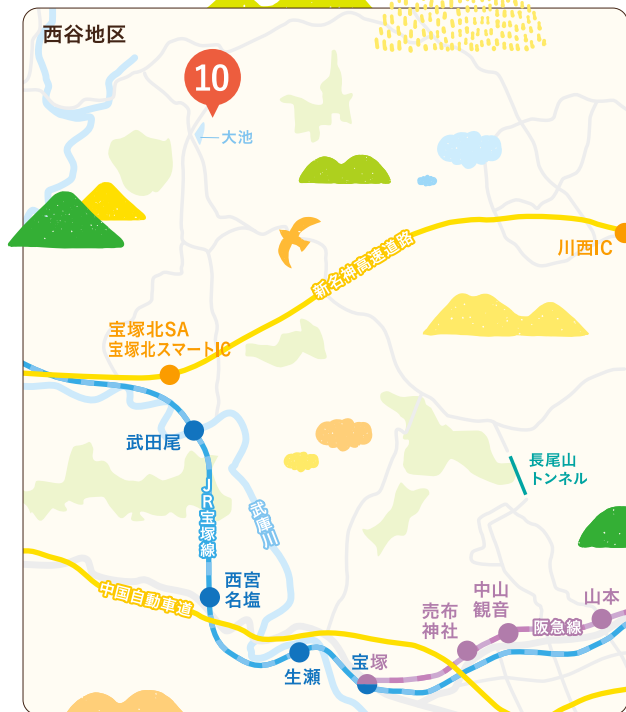 西谷地区
10
大池
川西IC
新名神高速道路
宝塚北SA
宝塚北スマートIC
武田尾
長尾山
トンネル
JR宝塚線
武庫川
中国自動車道
西宮
名塩
中山
観音
山本
売布
神社
阪急線
生瀬
宝塚